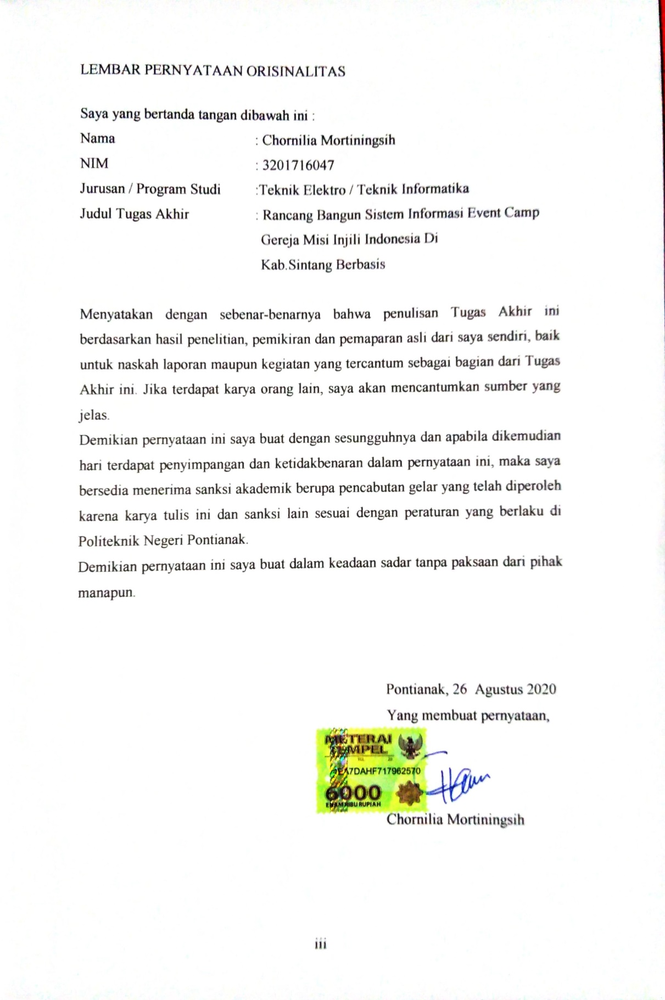 LEMBAR PERNYATAAN ORISINALITAS
Saya yang bertanda tangan dibawah ini :
Nama : Chornilia Mortiningsih
NIM : 3201716047
Jurusan / Program Studi :Teknik Elektro / Teknik Informatika
Judul Tugas Akhir : Rancang Bangun Sistem Informasi Event Camp
Gereja Misi Injili Indonesia Di
Kab.Sintang Berbasis
Menyatakan dengan sebenar-benarnya bahwa penulisan Tugas Akhir ini
berdasarkan hasil penelitian, pemikiran dan pemaparan asli dari saya sendiri, baik
untuk naskah laporan maupun kegiatan yang tercantum sebagai bagian dari Tugas
Akhir ini. Jika terdapat karya orang lain, saya akan mencantumkan sumber yang
jelas.
Demikian pernyataan ini saya buat dengan sesungguhnya dan apabila dikemudian
hari terdapat penyimpangan dan ketidakbenaran dalam pernyataan ini, maka saya
bersedia menerima sanksi akademik berupa pencabutan gelar yang telah diperoleh
karena karya tulis ini dan sanksi lain sesuai dengan peraturan yang berlaku di
Politeknik Negeri Pontianak.
Demikian pernyataan ini saya buat dalam keadaan sadar tanpa paksaan dari pihak
manapun.
Pontianak, 26 Agustus 2020
Yang membuat pernyataan,
METERAI
TEMPEL
TGL 20
EA7DAHF717962570
6000
ENAM RIBU RUPIAH
Chornilia Mortiningsih
iii